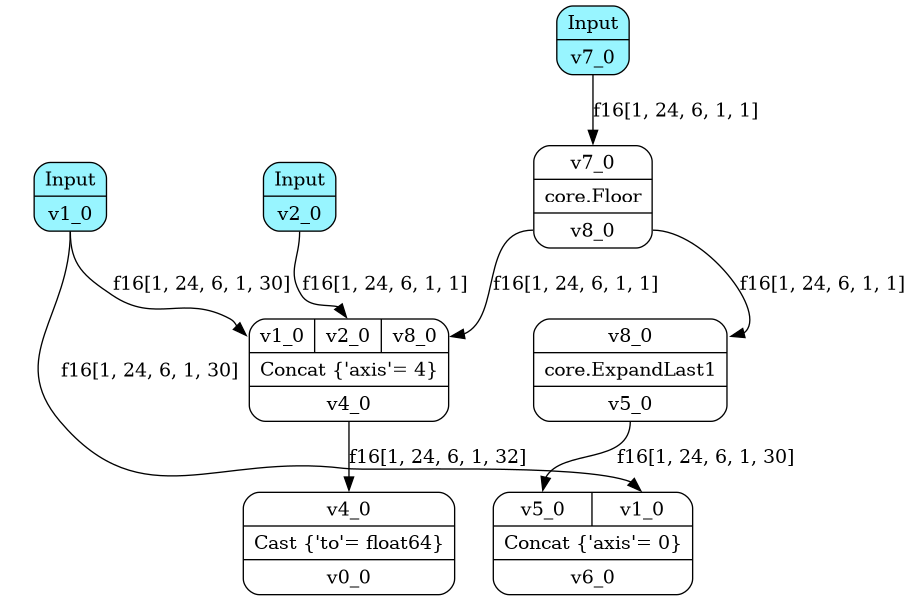 Input
v7_0
f16[1, 24, 6, 1, 1]
Input
v1_0
Input
v2_0
v7_0
core.Floor
v8_0
f16[1, 24, 6, 1, 30]
f16[1, 24, 6, 1, 1]
f16[1, 24, 6, 1, 1]
f16[1, 24, 6, 1, 1]
f16[1, 24, 6, 1, 30]
v1_0 v2_0 v8_0
Concat {'axis'= 4}
v4_0
v8_0
core.ExpandLast1
v5_0
f16[1, 24, 6, 1, 32]
f16[1, 24, 6, 1, 30]
v4_0
Cast {'to'= float64}
v0_0
v5_0 v1_0
Concat {'axis'= 0}
v6_0